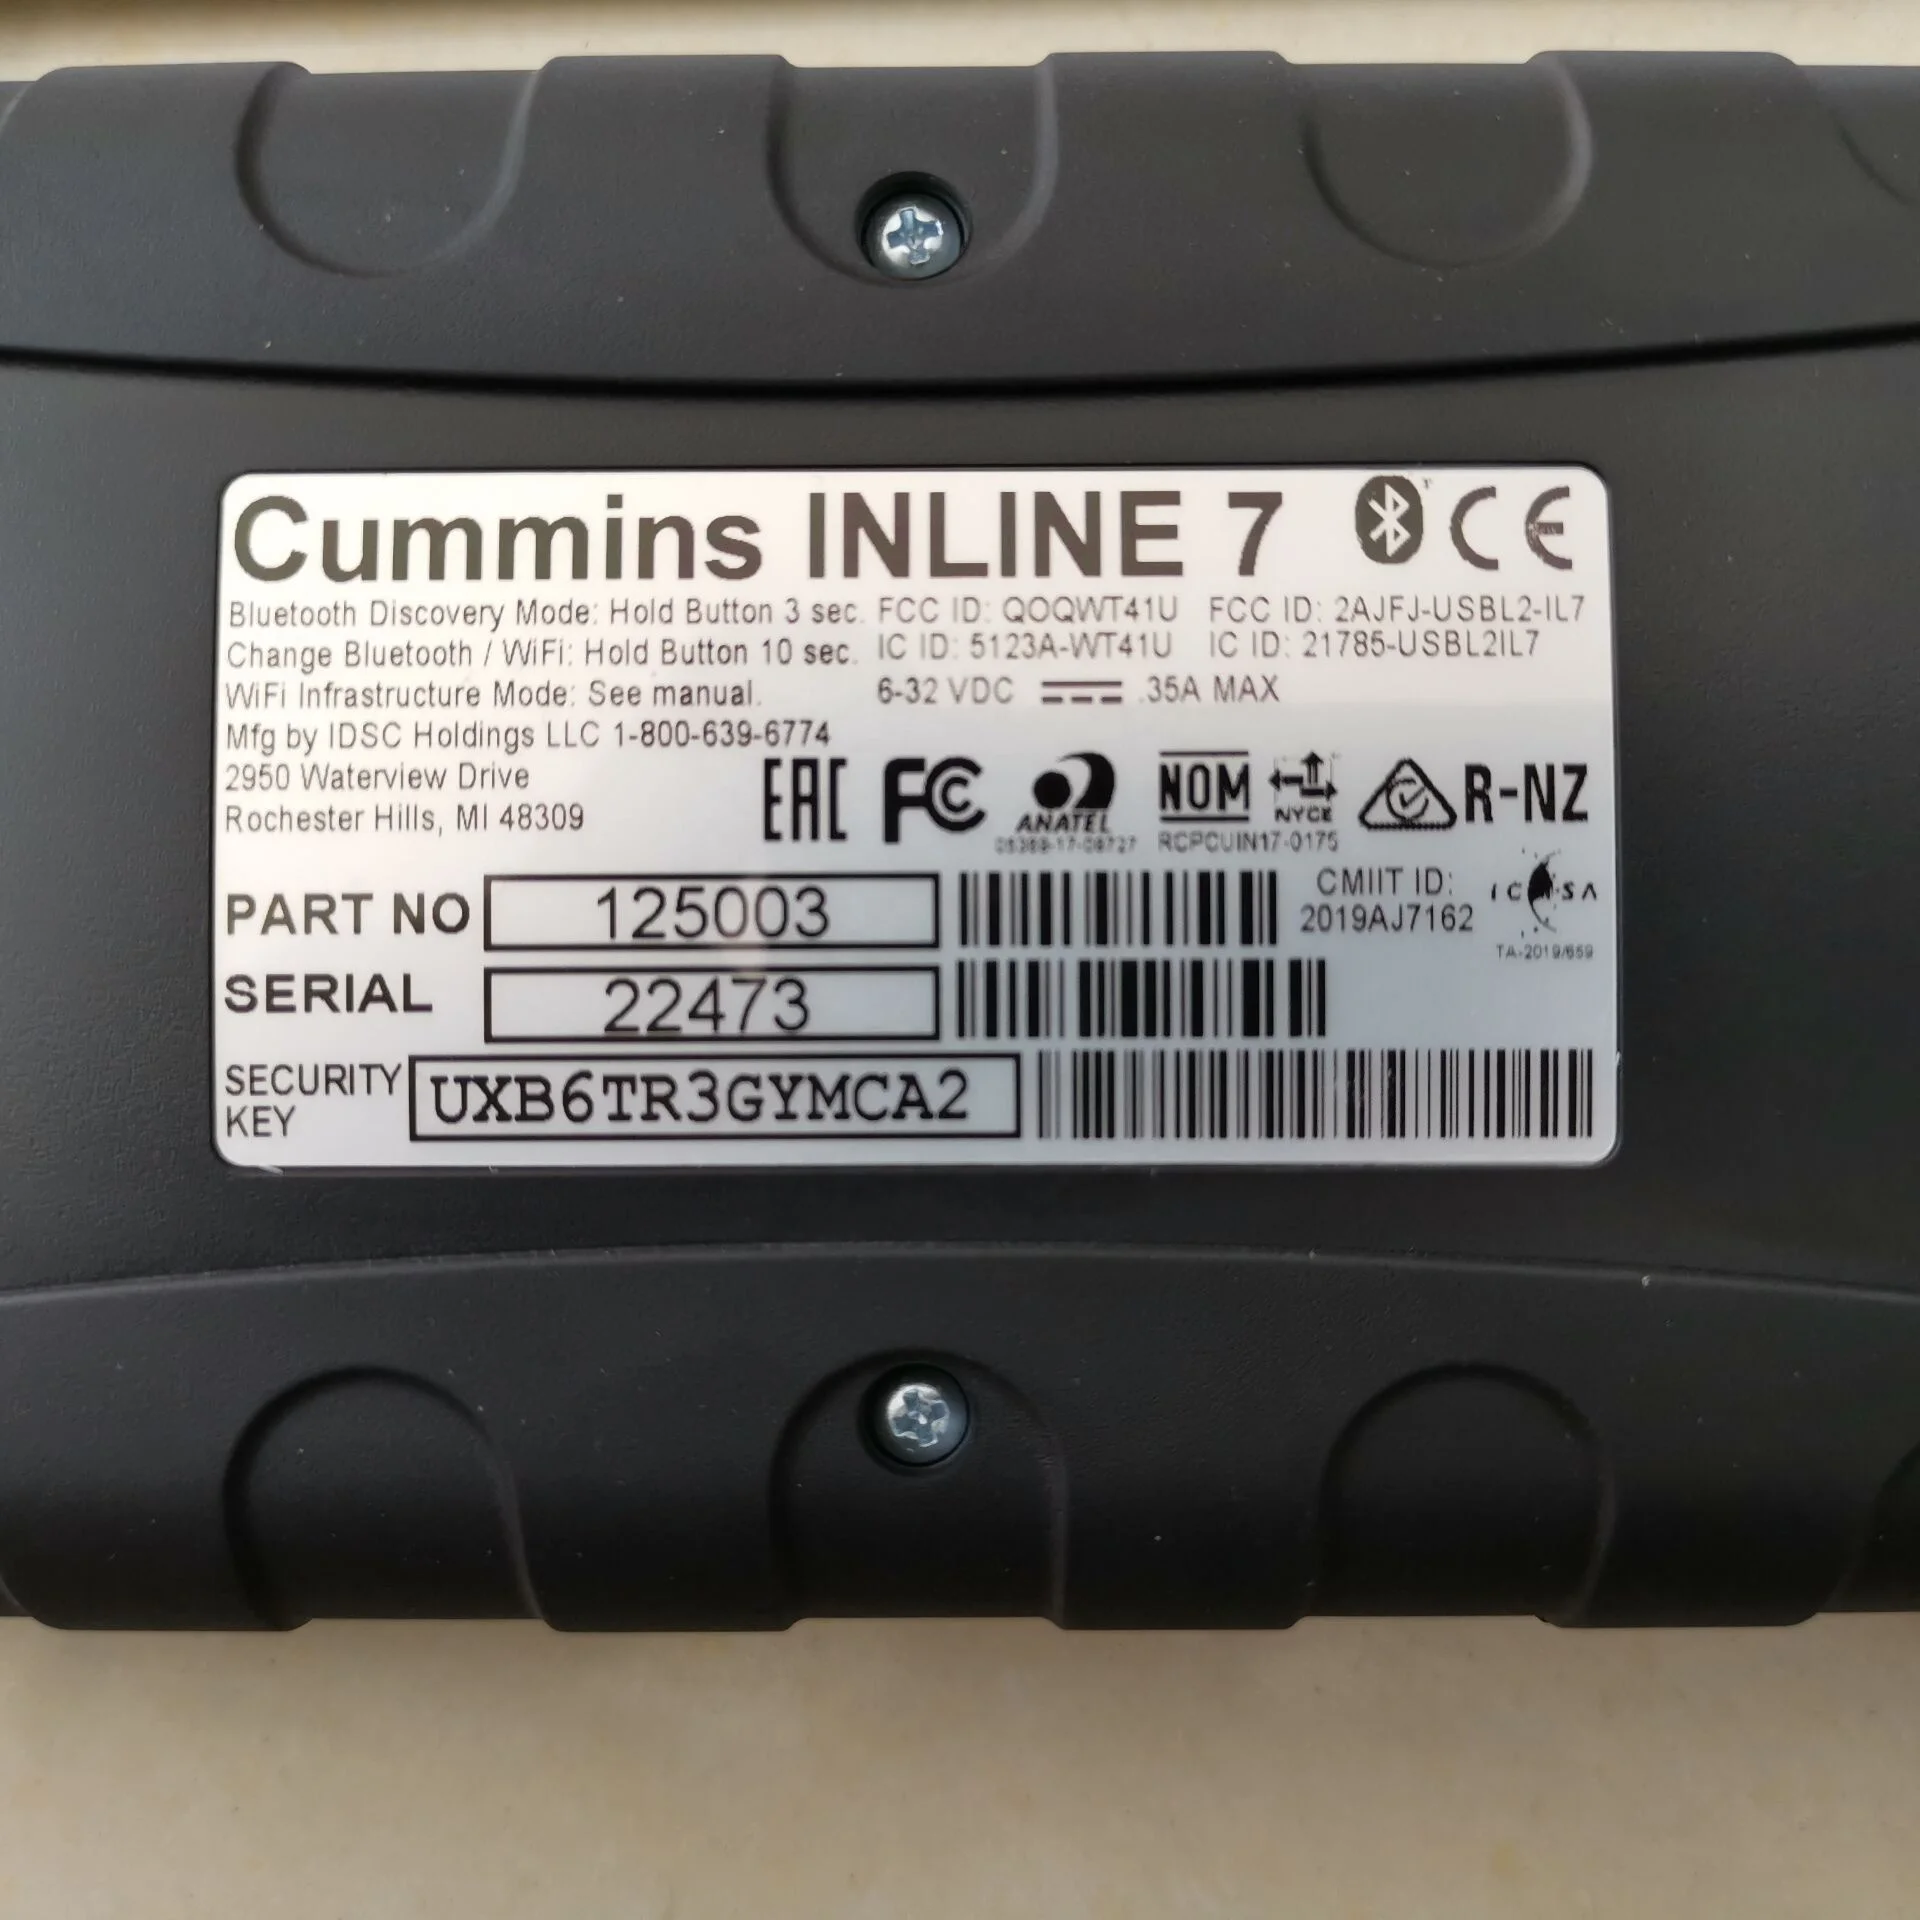 Cummins INLINE 7 CE
Bluetooth Discovery Mode: Hold Button 3 sec. FCC ID: QOQWT41U FCC ID: 2AJFJ-USBL2-IL7
Change Bluetooth / WiFi: Hold Button 10 sec. IC ID: 5123A-WT41U IC ID: 21785-USBL2IL7
WiFi Infrastructure Mode: See manual. 6-32 VDC .35A MAX
Mfg by IDSC Holdings LLC 1-800-639-6774
2950 Waterview Drive
Rochester Hills, MI 48309
EAC FC ANATEL NOM NYCE R-NZ
RCPCUIN17-0175
PART NO 125003
CMIIT ID:
2019AJ7162
ICASA
TA-2019/659
SERIAL 22473
SECURITY KEY UXB6TR3GYMCA2